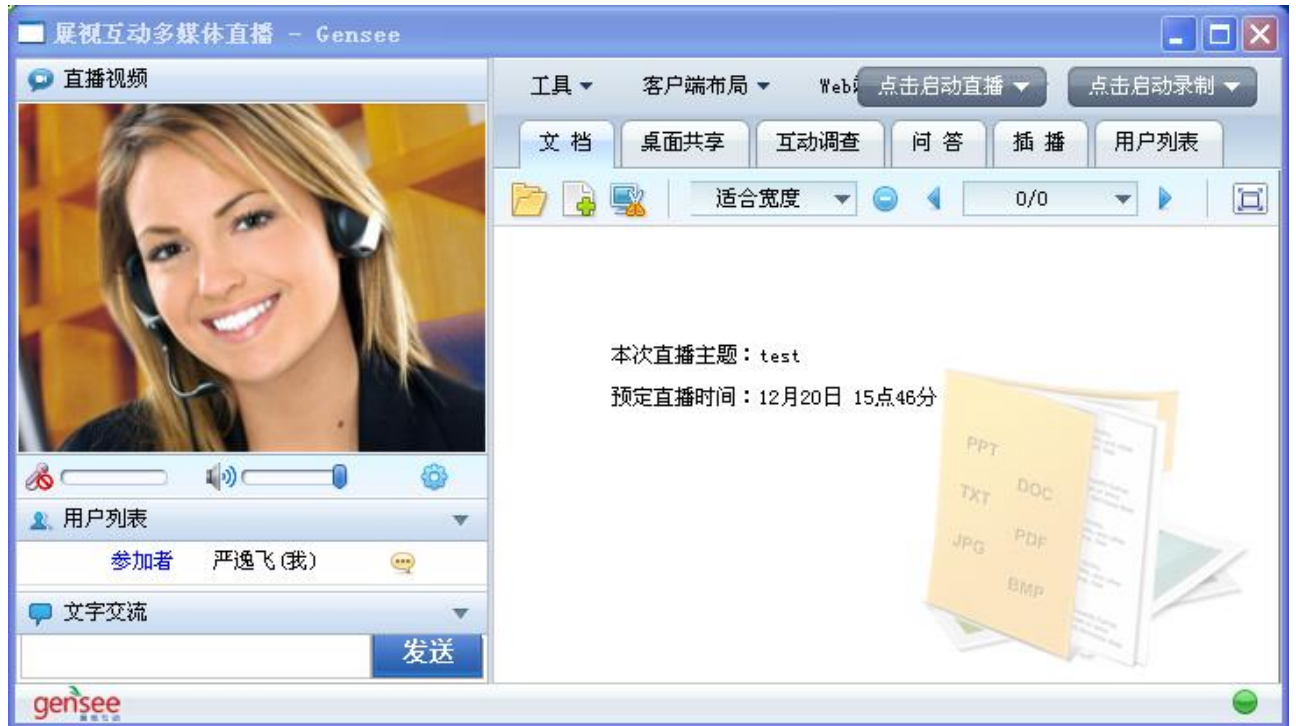 展视互动多媒体直播 - Gensee
直播视频
工具
客户端布局
Web
点击启动直播
点击启动录制
文 档
桌面共享
互动调查
问 答
插 播
用户列表
适合宽度
0/0
本次直播主题：test
预定直播时间：12月20日 15点46分
PPT
TXT
DOC
JPG
PDF
BMP
用户列表
参加者 严逸飞(我)
文字交流
发送
gensee
展视互动